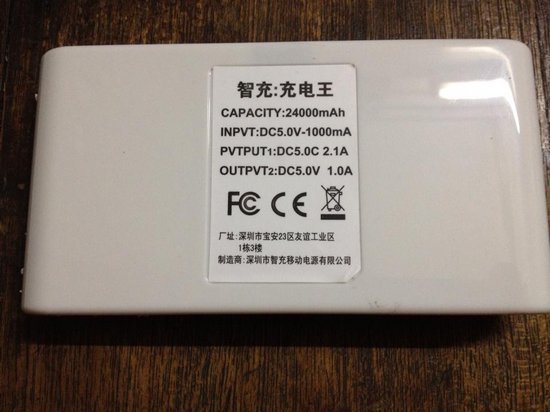 智充:充电王
CAPACITY:24000mAh
INPVT:DC5.0V-1000mA
PVTPUT1:DC5.0C 2.1A
OUTPVT2:DC5.0V 1.0A
FC CE
厂址:深圳市宝安23区友谊工业区
1栋3楼
制造商:深圳市智充移动电源有限公司